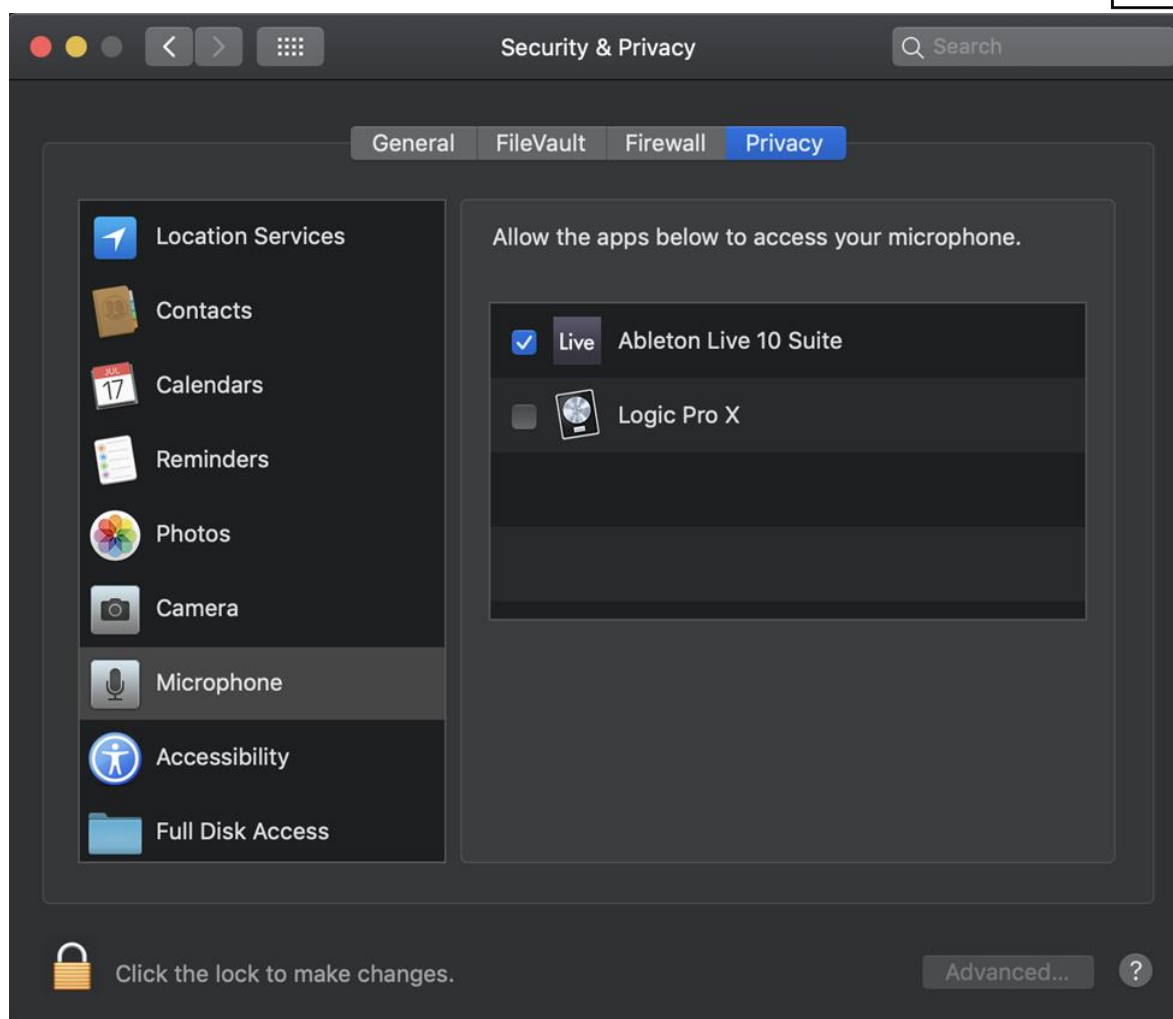 Security & Privacy
Search
General FileVault Firewall Privacy
Location Services
Contacts
JUL
17
Calendars
Reminders
Photos
Camera
Microphone
Accessibility
Full Disk Access
Allow the apps below to access your microphone.
Live Ableton Live 10 Suite
Logic Pro X
Click the lock to make changes.
Advanced...
?